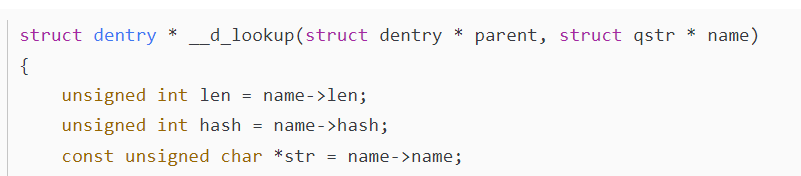 struct dentry * __d_lookup(struct dentry * parent, struct qstr * name)
{
    unsigned int len = name->len;
    unsigned int hash = name->hash;
    const unsigned char *str = name->name;